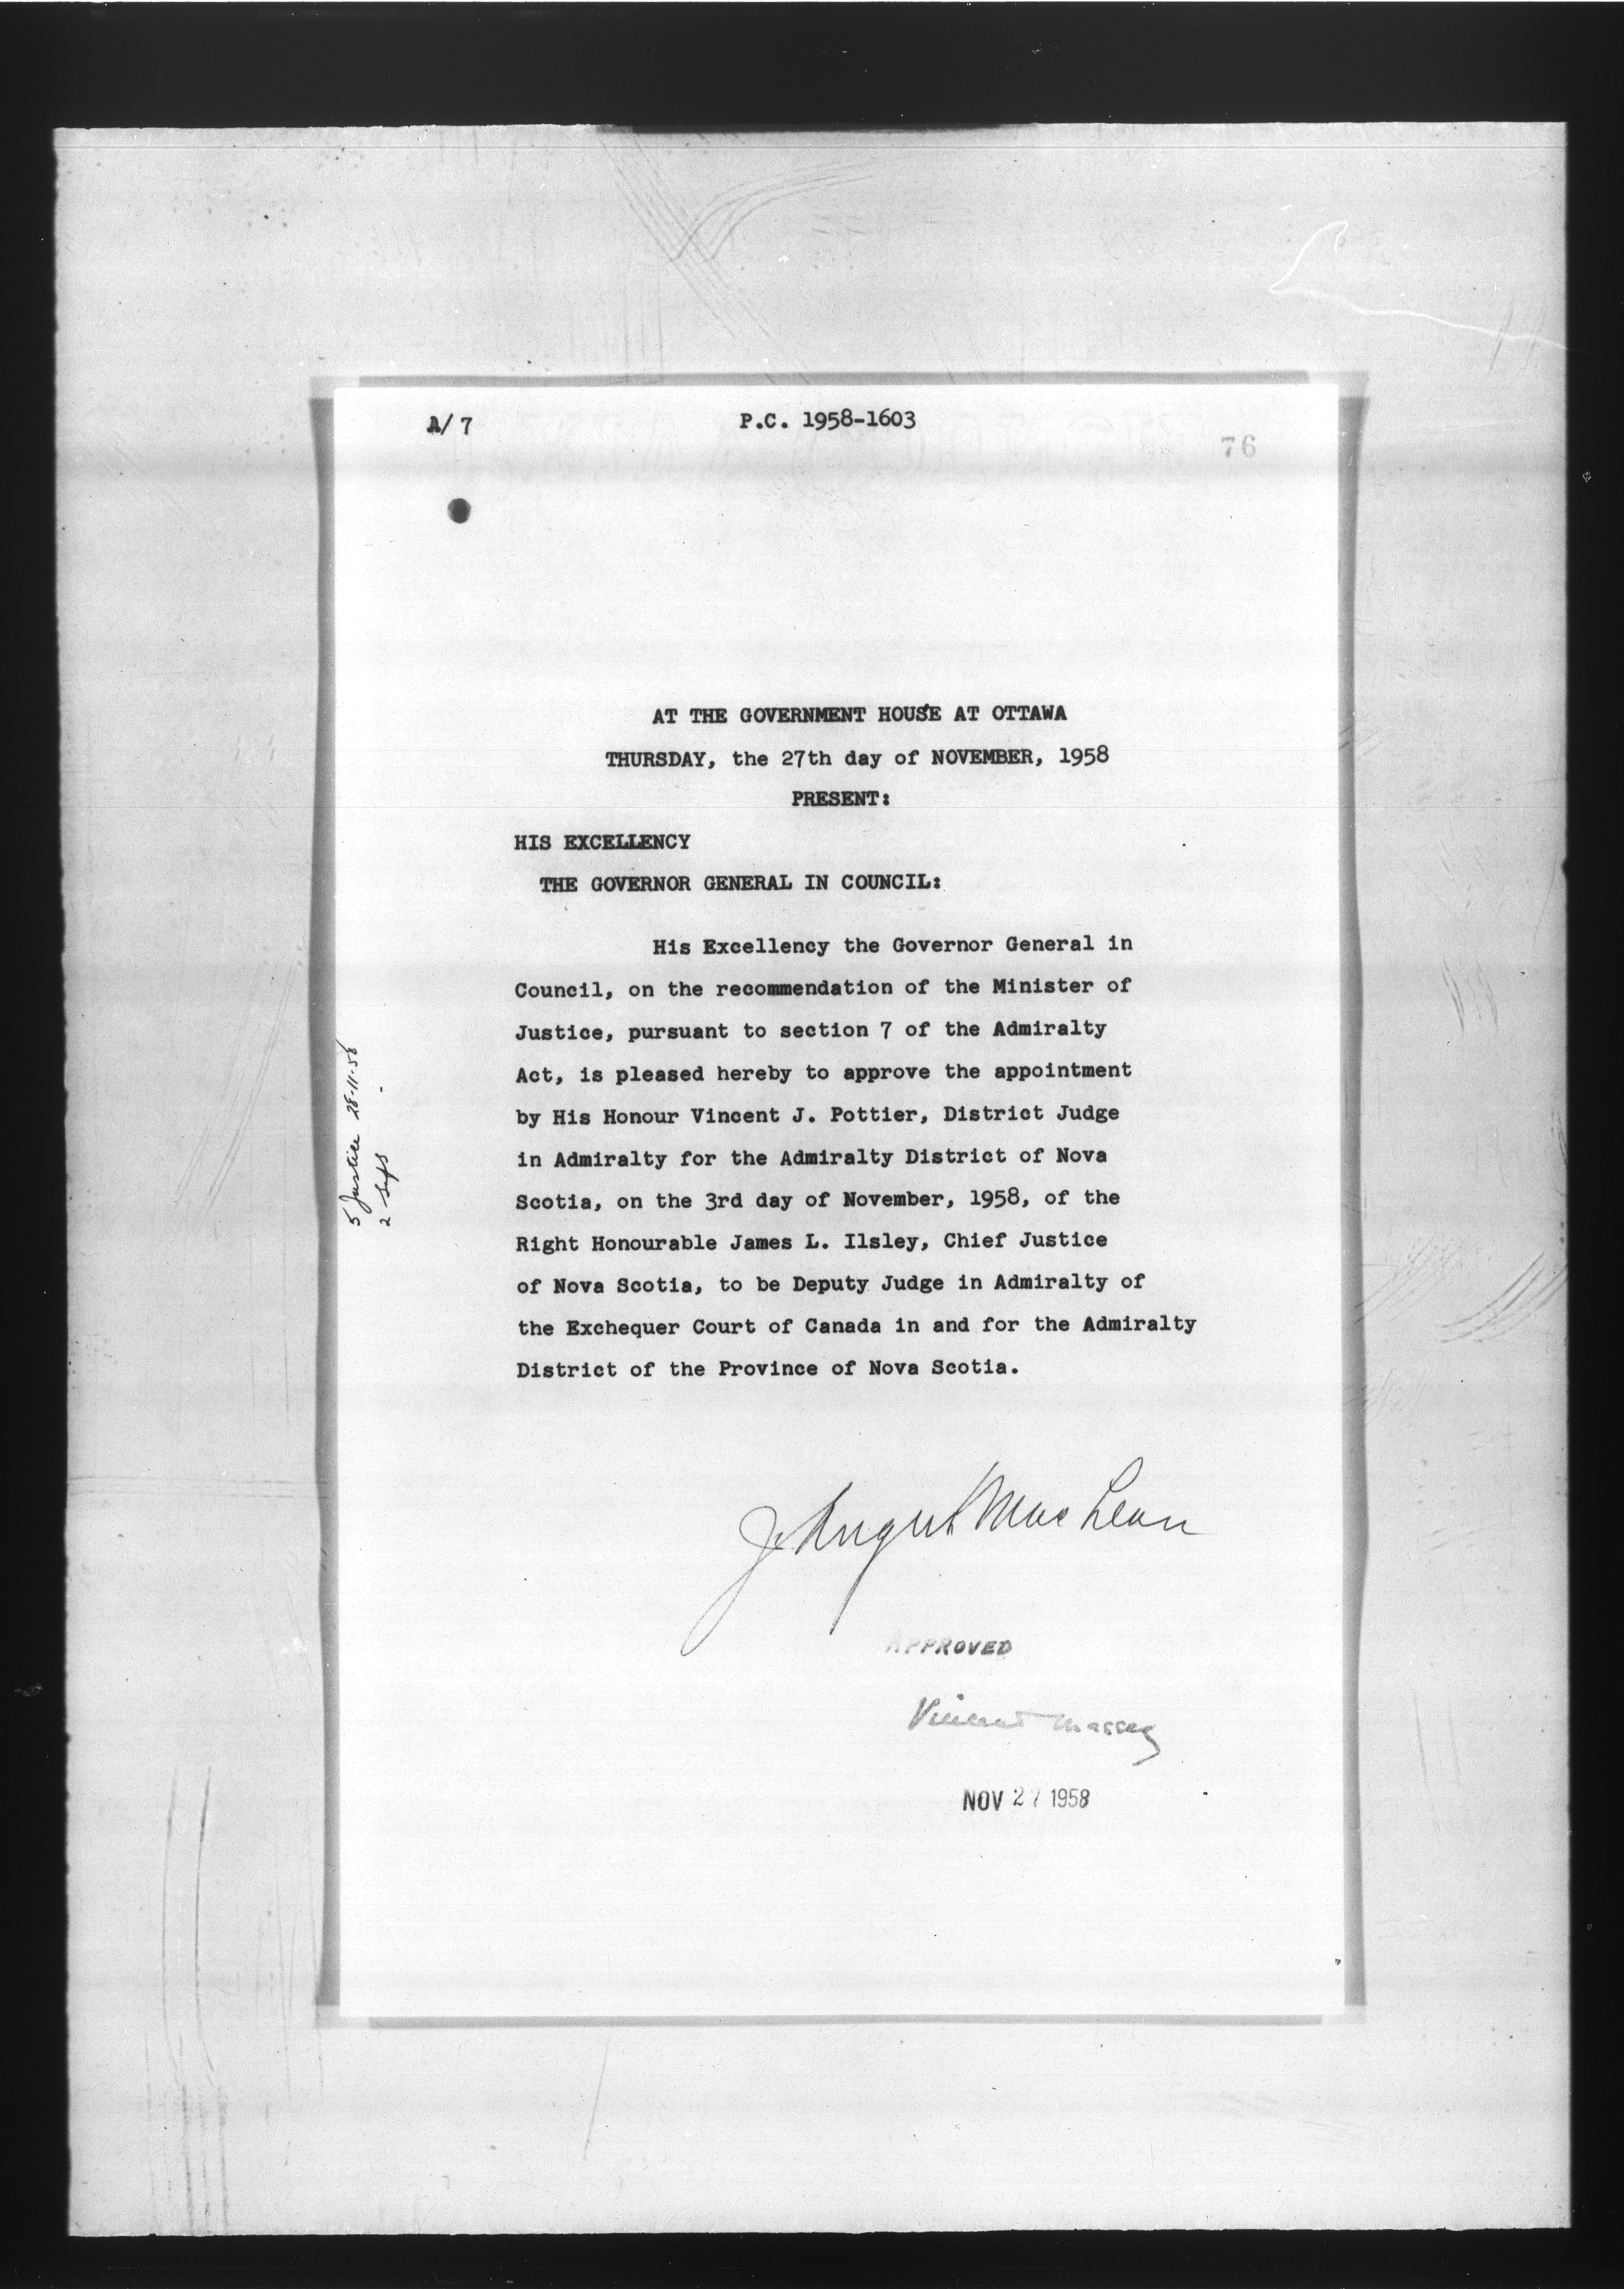 A/ 7
P.C. 1958-1603
76
AT THE GOVERNMENT HOUSE AT OTTAWA
THURSDAY, the 27th day of NOVEMBER, 1958
PRESENT:
HIS EXCELLENCY
THE GOVERNOR GENERAL IN COUNCIL:
His Excellency the Governor General in
Council, on the recommendation of the Minister of
Justice, pursuant to section 7 of the Admiralty
Act, is pleased hereby to approve the appointment
by His Honour Vincent J. Pottier, District Judge
in Admiralty for the Admiralty District of Nova
Scotia, on the 3rd day of November, 1958, of the
Right Honourable James L. Ilsley, Chief Justice
of Nova Scotia, to be Deputy Judge in Admiralty of
the Exchequer Court of Canada in and for the Admiralty
District of the Province of Nova Scotia.
5 Justice 28-11-58
2
J Angus MacLean
APPROVED
Vincent Massey
NOV 27 1958